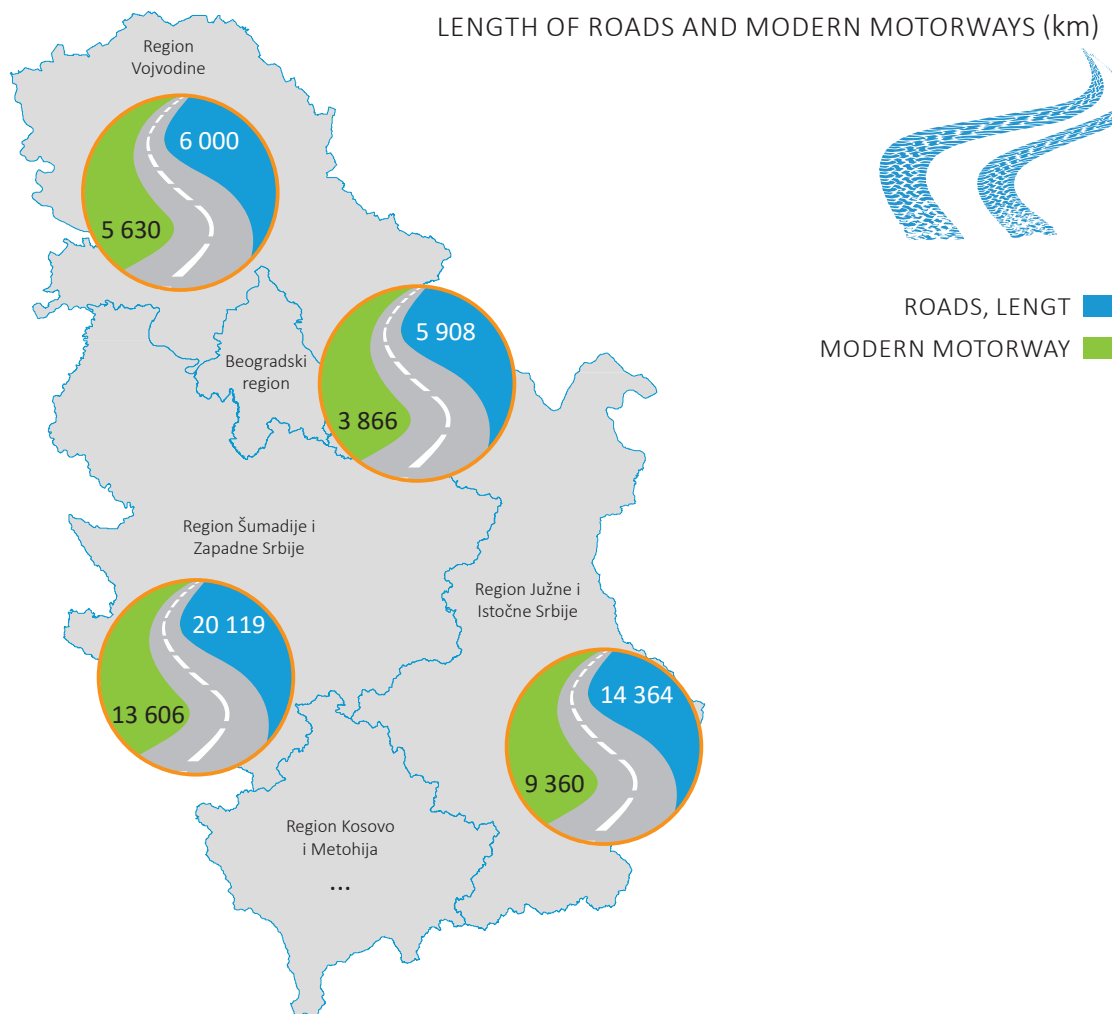 LENGTH OF ROADS AND MODERN MOTORWAYS (km)
Region
Vojvodine
6 000
5 630
ROADS, LENGT
MODERN MOTORWAY
Beogradski
region
5 908
3 866
Region Šumadije i
Zapadne Srbije
20 119
13 606
Region Južne i
Istočne Srbije
14 364
9 360
Region Kosovo
i Metohija
...